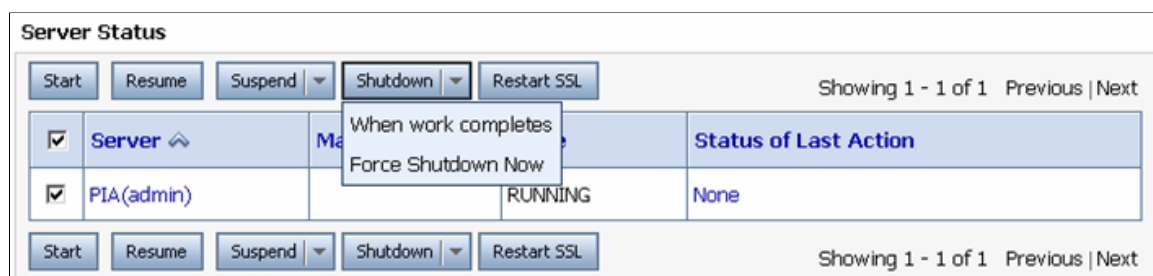 Server Status
Start Resume Suspend Shutdown Restart SSL Showing 1 - 1 of 1 Previous | Next
When work completes
Server Ma Status of Last Action
Force Shutdown Now
PIA(admin) RUNNING None
Start Resume Suspend Shutdown Restart SSL Showing 1 - 1 of 1 Previous | Next